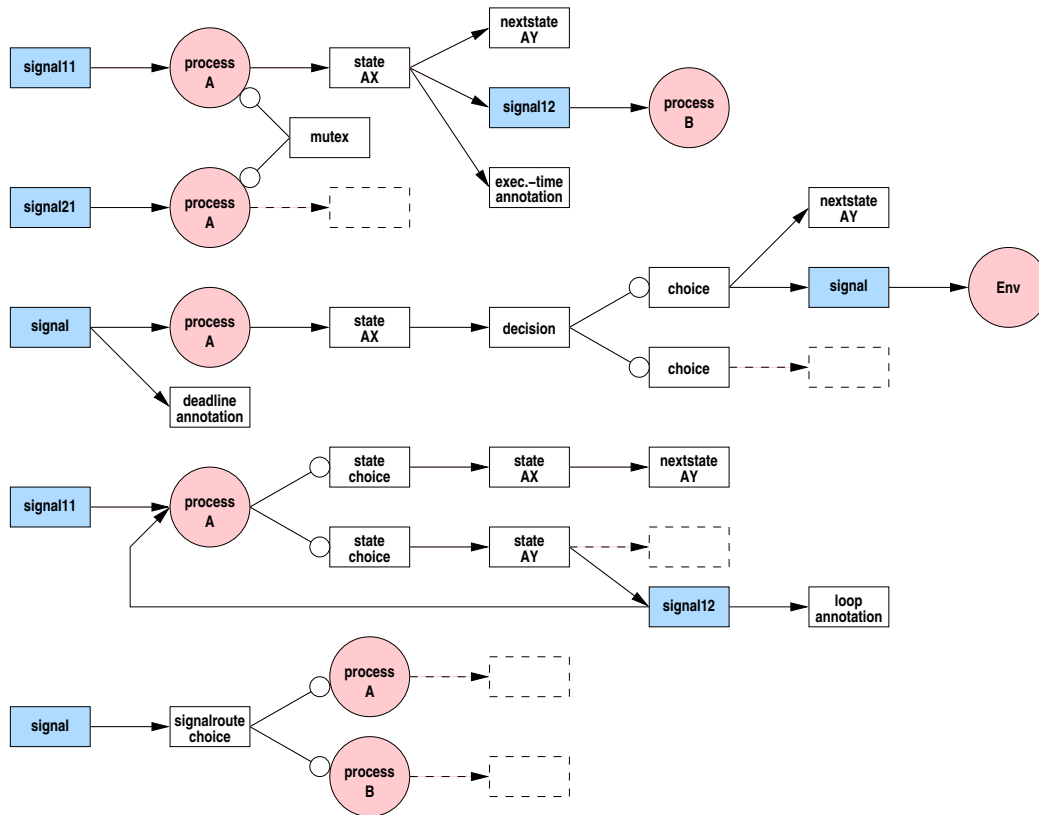 nextstate
AY
signal11
process
A
state
AX
signal12
process
B
mutex
exec.-time
annotation
signal21
process
A
nextstate
AY
signal
process
A
state
AX
decision
choice
signal
Env
choice
deadline
annotation
state
choice
state
AX
nextstate
AY
signal11
process
A
state
choice
state
AY
signal12
loop
annotation
process
A
signal
signalroute
choice
process
B